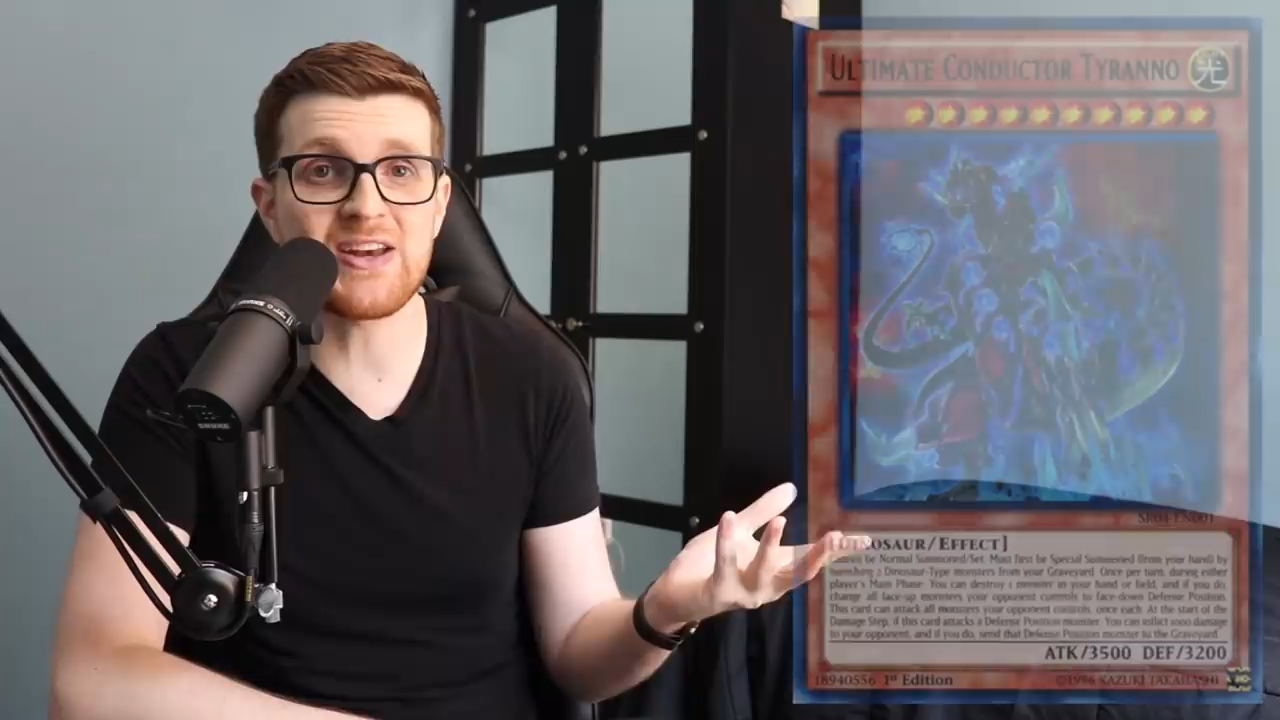 ULTIMATE CONDUCTOR TYRANNO
光
SR04-EN001
[DINOSAUR/EFFECT]
Cannot be Normal Summoned/Set. Must first be Special Summoned (from your hand) by
banishing 2 Dinosaur-Type monsters from your Graveyard. Once per turn, during either
player's Main Phase: You can destroy 1 monster in your hand or field, and if you do,
change all face-up monsters your opponent controls to face-down Defense Position.
This card can attack all monsters your opponent controls, once each. At the start of the
Damage Step, if this card attacks a Defense Position monster: You can inflict 1000 damage
to your opponent, and if you do, send that Defense Position monster to the Graveyard.
ATK/3500 DEF/3200
18940556 1st Edition
©1996 KAZUKI TAKAHASHI
SHURE